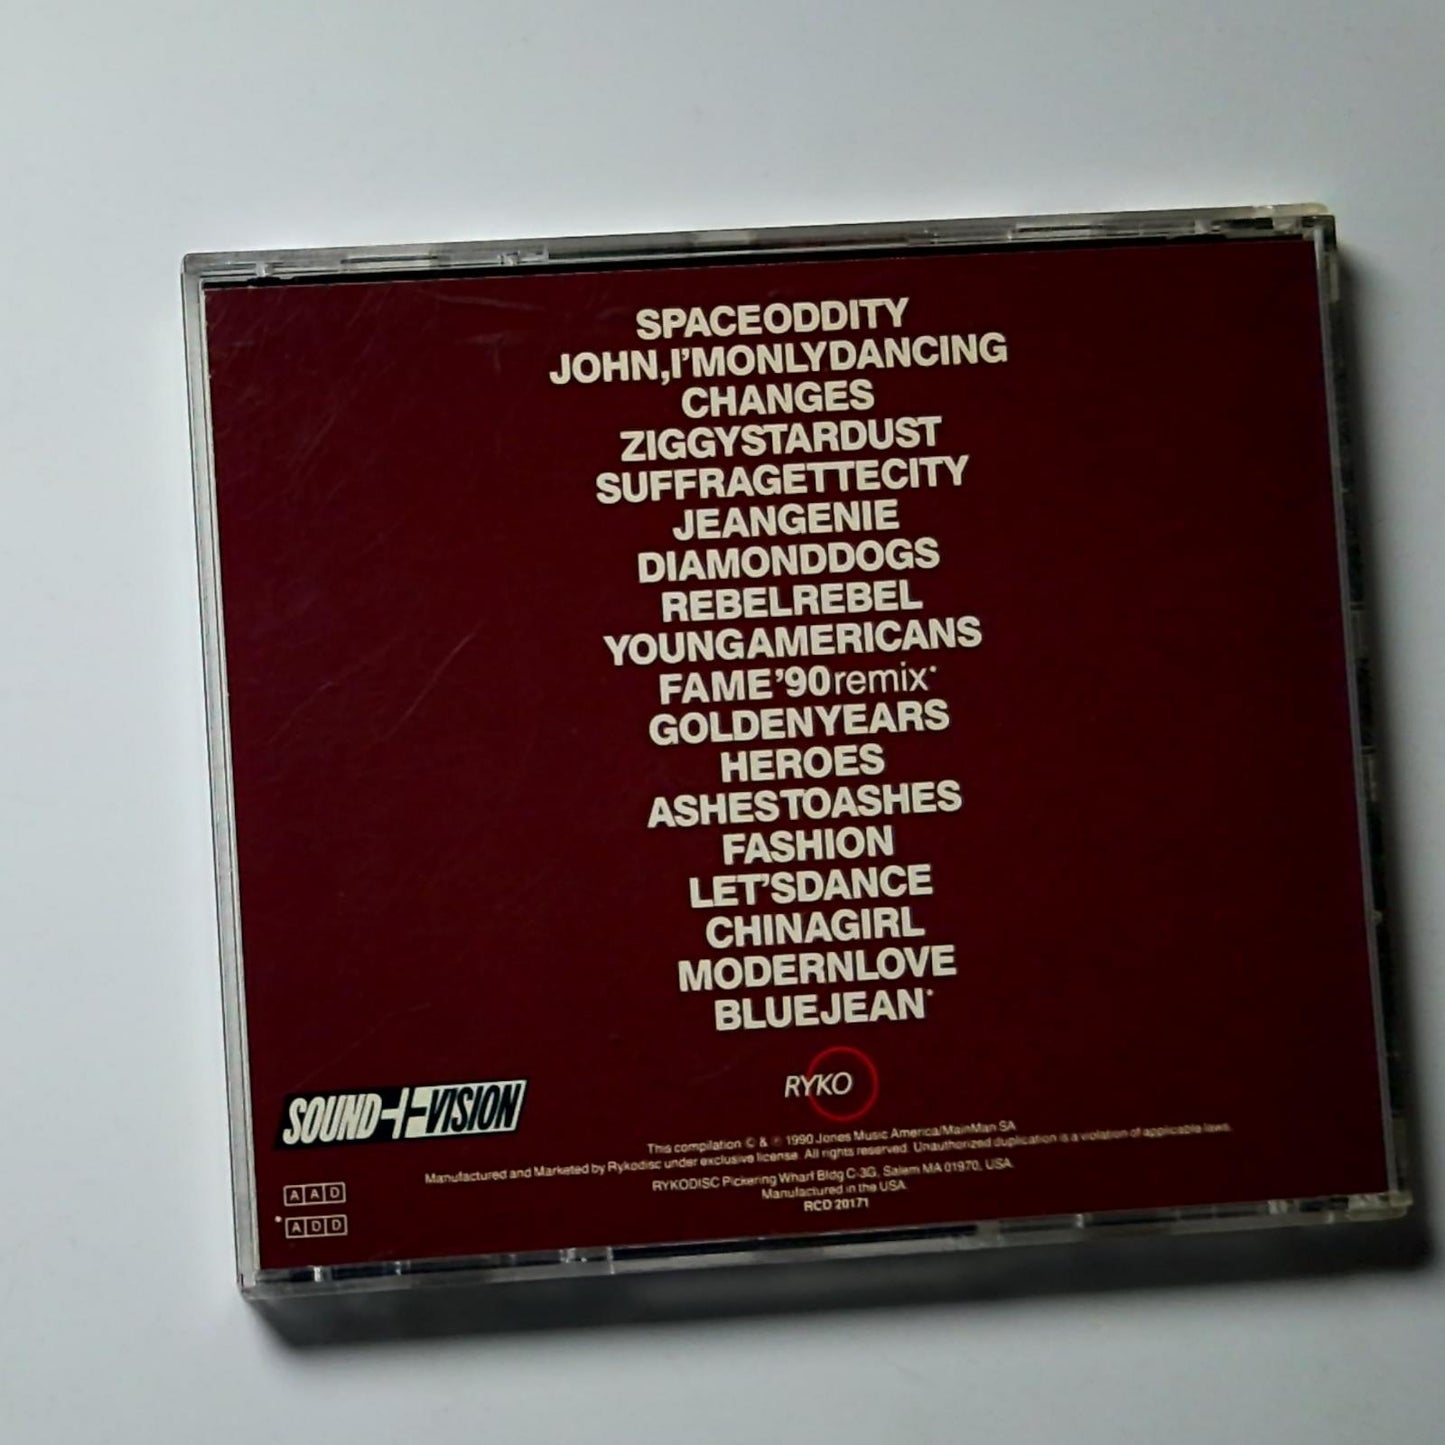 SPACEODDITY
JOHN,I'MONLYDANCING
CHANGES
ZIGGYSTARDUST
SUFFRAGETTECITY
JEANGENIE
DIAMONDDOGS
REBELREBEL
YOUNGAMERICANS
FAME'90remix*
GOLDENYEARS
HEROES
ASHESTOASHES
FASHION
LET'SDANCE
CHINAGIRL
MODERNLOVE
BLUEJEAN*
RYKO
SOUND+VISION
This compilation © & ℗ 1990 Jones Music America/MainMan SA
Manufactured and Marketed by Rykodisc under exclusive license. All rights reserved. Unauthorized duplication is a violation of applicable laws.
RYKODISC Pickering Wharf Bldg C-3G, Salem MA 01970, USA.
Manufactured in the USA.
RCD 20171
AAD
*ADD